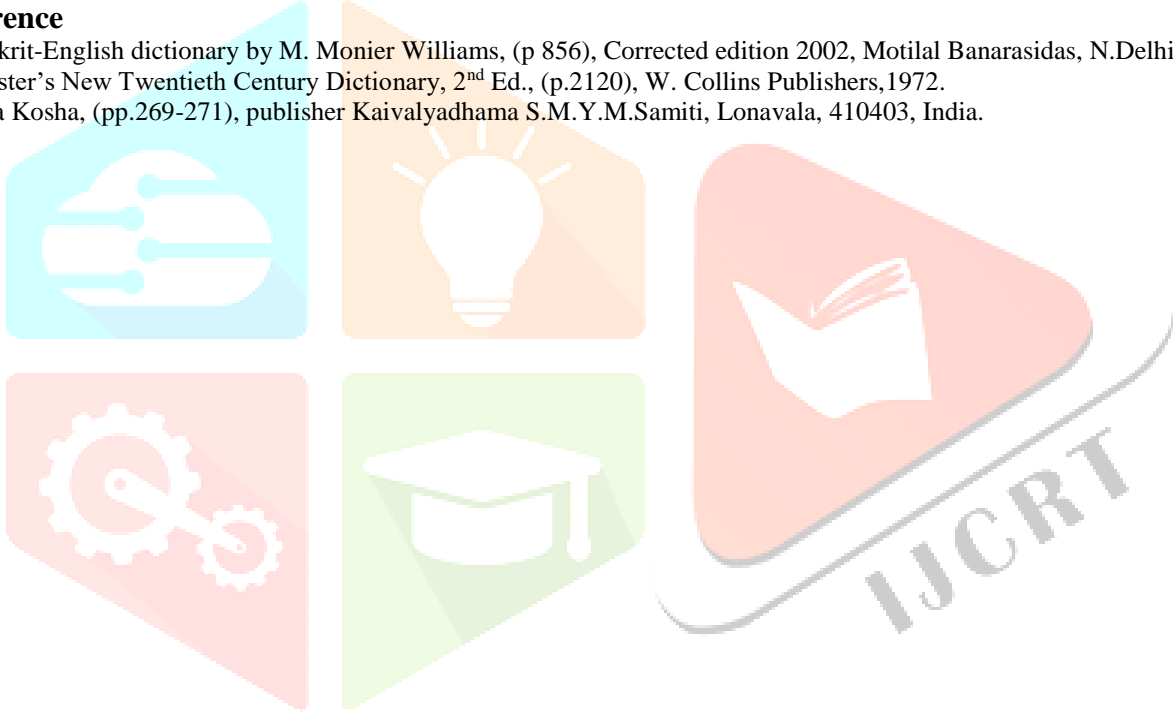 rence
krit-English dictionary by M. Monier Williams, (p 856), Corrected edition 2002, Motilal Banarasidas, N.Delhi
ster’s New Twentieth Century Dictionary, 2nd Ed., (p.2120), W. Collins Publishers,1972.
a Kosha, (pp.269-271), publisher Kaivalyadhama S.M.Y.M.Samiti, Lonavala, 410403, India.
IJCRT